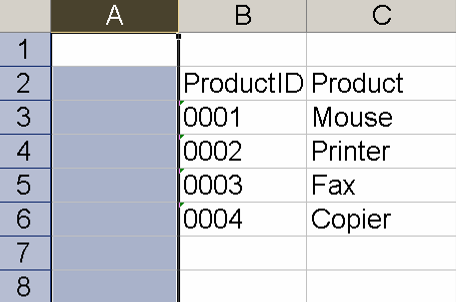 A B C
1
2 ProductID Product
3 0001 Mouse
4 0002 Printer
5 0003 Fax
6 0004 Copier
7
8